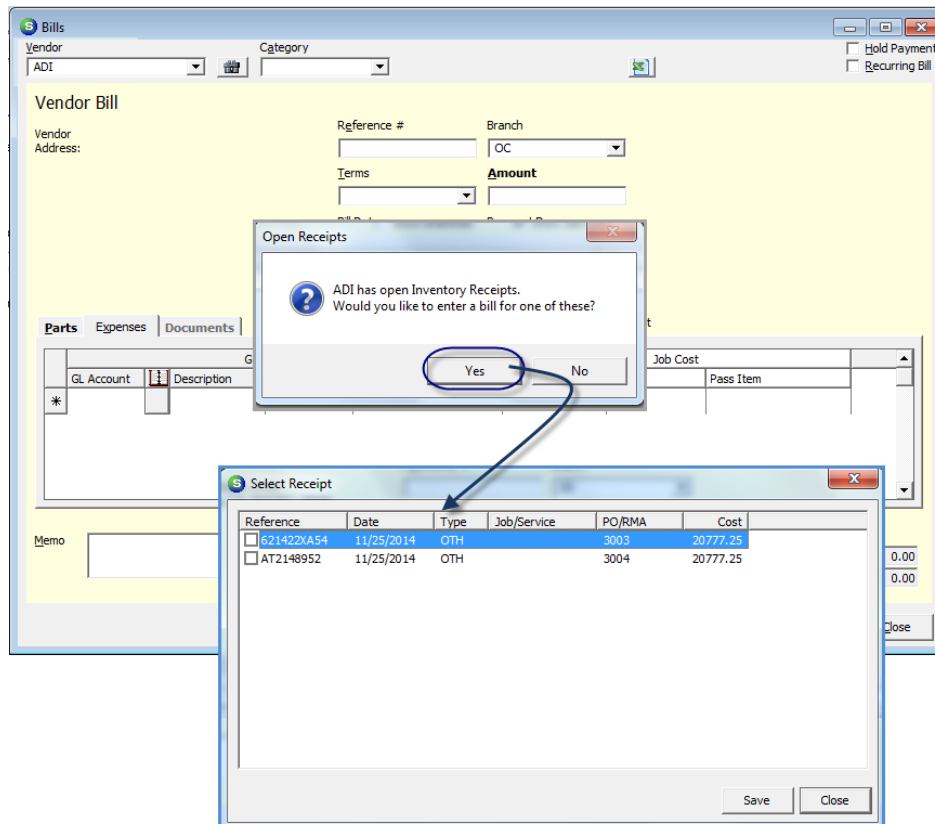 Bills
Vendor Category Hold Payment
ADI Recurring Bill
Vendor Bill
Vendor
Address:
Reference # Branch
OC
Terms Amount
Open Receipts
ADI has open Inventory Receipts.
Would you like to enter a bill for one of these?
Yes No
Parts Expenses Documents
Job Cost
GL Account Description Pass Item
Select Receipt
Reference Date Type Job/Service PO/RMA Cost
621422XA54 11/25/2014 OTH 3003 20777.25
AT2148952 11/25/2014 OTH 3004 20777.25
Memo
0.00
0.00
Close
Save Close